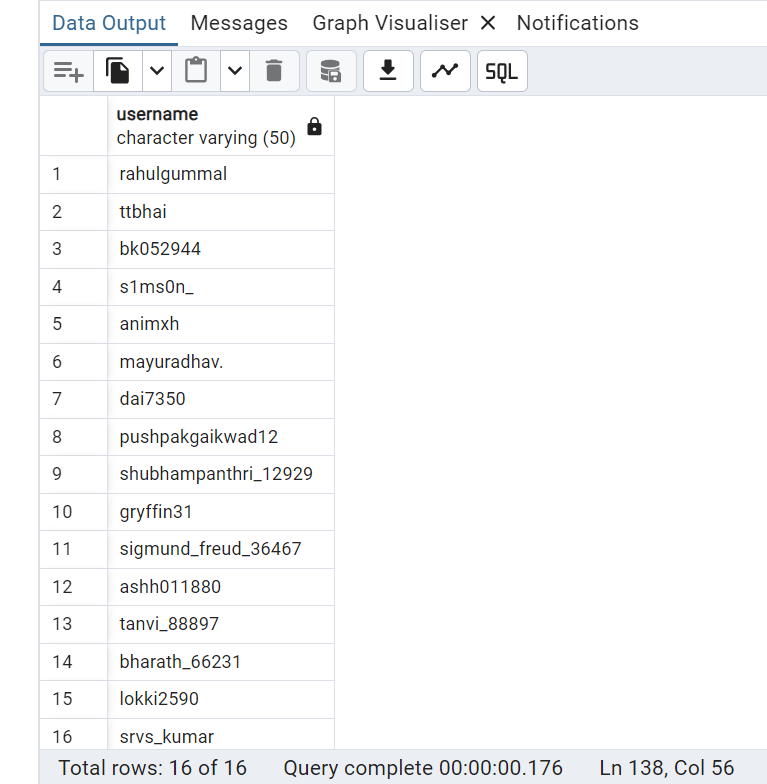 Data Output Messages Graph Visualiser Notifications
SQL
username
character varying (50)
1 rahulgummal
2 ttbhai
3 bk052944
4 s1ms0n_
5 animxh
6 mayuradhav.
7 dai7350
8 pushpakgaikwad12
9 shubhampanthri_12929
10 gryffin31
11 sigmund_freud_36467
12 ashh011880
13 tanvi_88897
14 bharath_66231
15 lokki2590
16 srvs_kumar
Total rows: 16 of 16 Query complete 00:00:00.176 Ln 138, Col 56